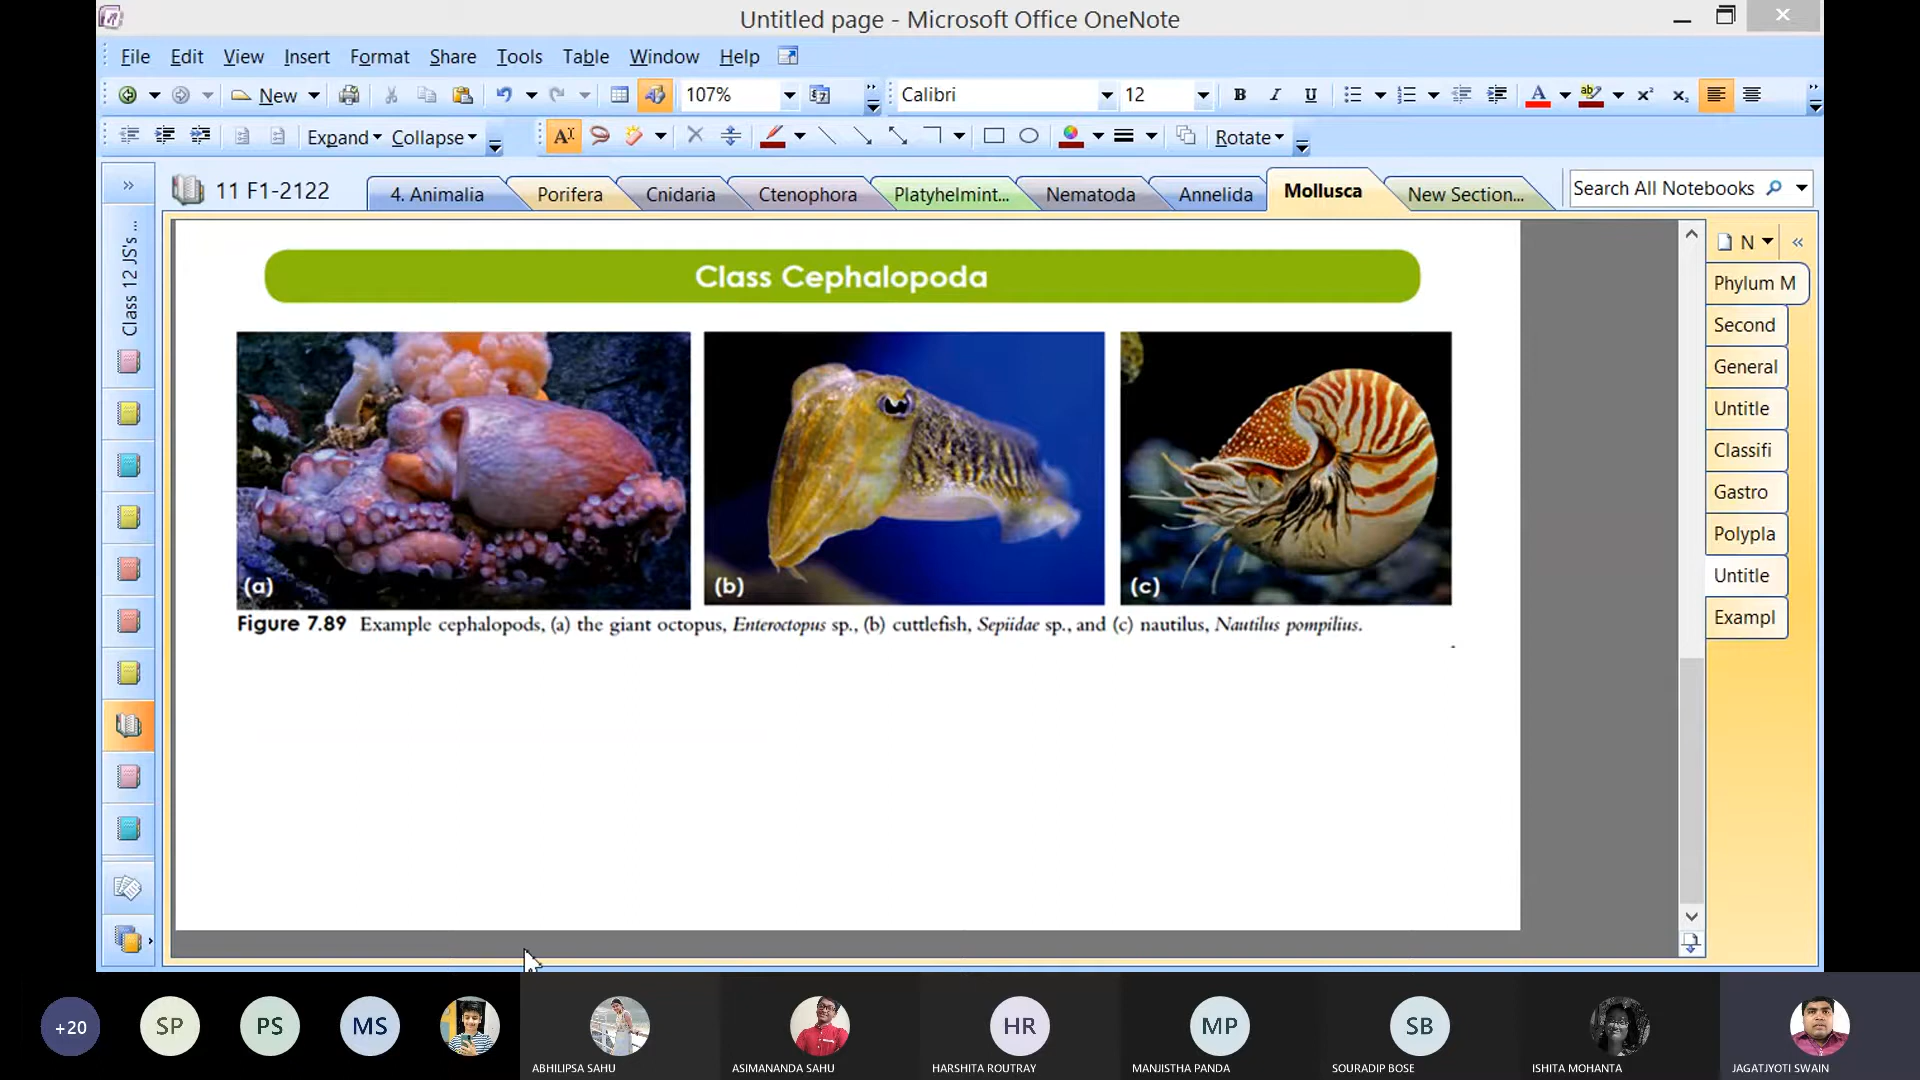 Untitled page - Microsoft Office OneNote
File Edit View Insert Format Share Tools Table Window Help
New 107% Calibri 12 B I U A ab x² x₂
Expand Collapse A Rotate
» 11 F1-2122 4. Animalia Porifera Cnidaria Ctenophora Platyhelmint... Nematoda Annelida Mollusca New Section... Search All Notebooks
Class 12 JS's ...
N «
Phylum M
Second
General
Untitle
Classifi
Gastro
Polypla
Untitle
Exampl
Class Cephalopoda
(a) (b) (c)
Figure 7.89 Example cephalopods, (a) the giant octopus, Enteroctopus sp., (b) cuttlefish, Sepiidae sp., and (c) nautilus, Nautilus pompilius.
+20 SP PS MS HR MP SB
ABHILIPSA SAHU ASIMANANDA SAHU HARSHITA ROUTRAY MANJISTHA PANDA SOURADIP BOSE ISHITA MOHANTA JAGATJYOTI SWAIN